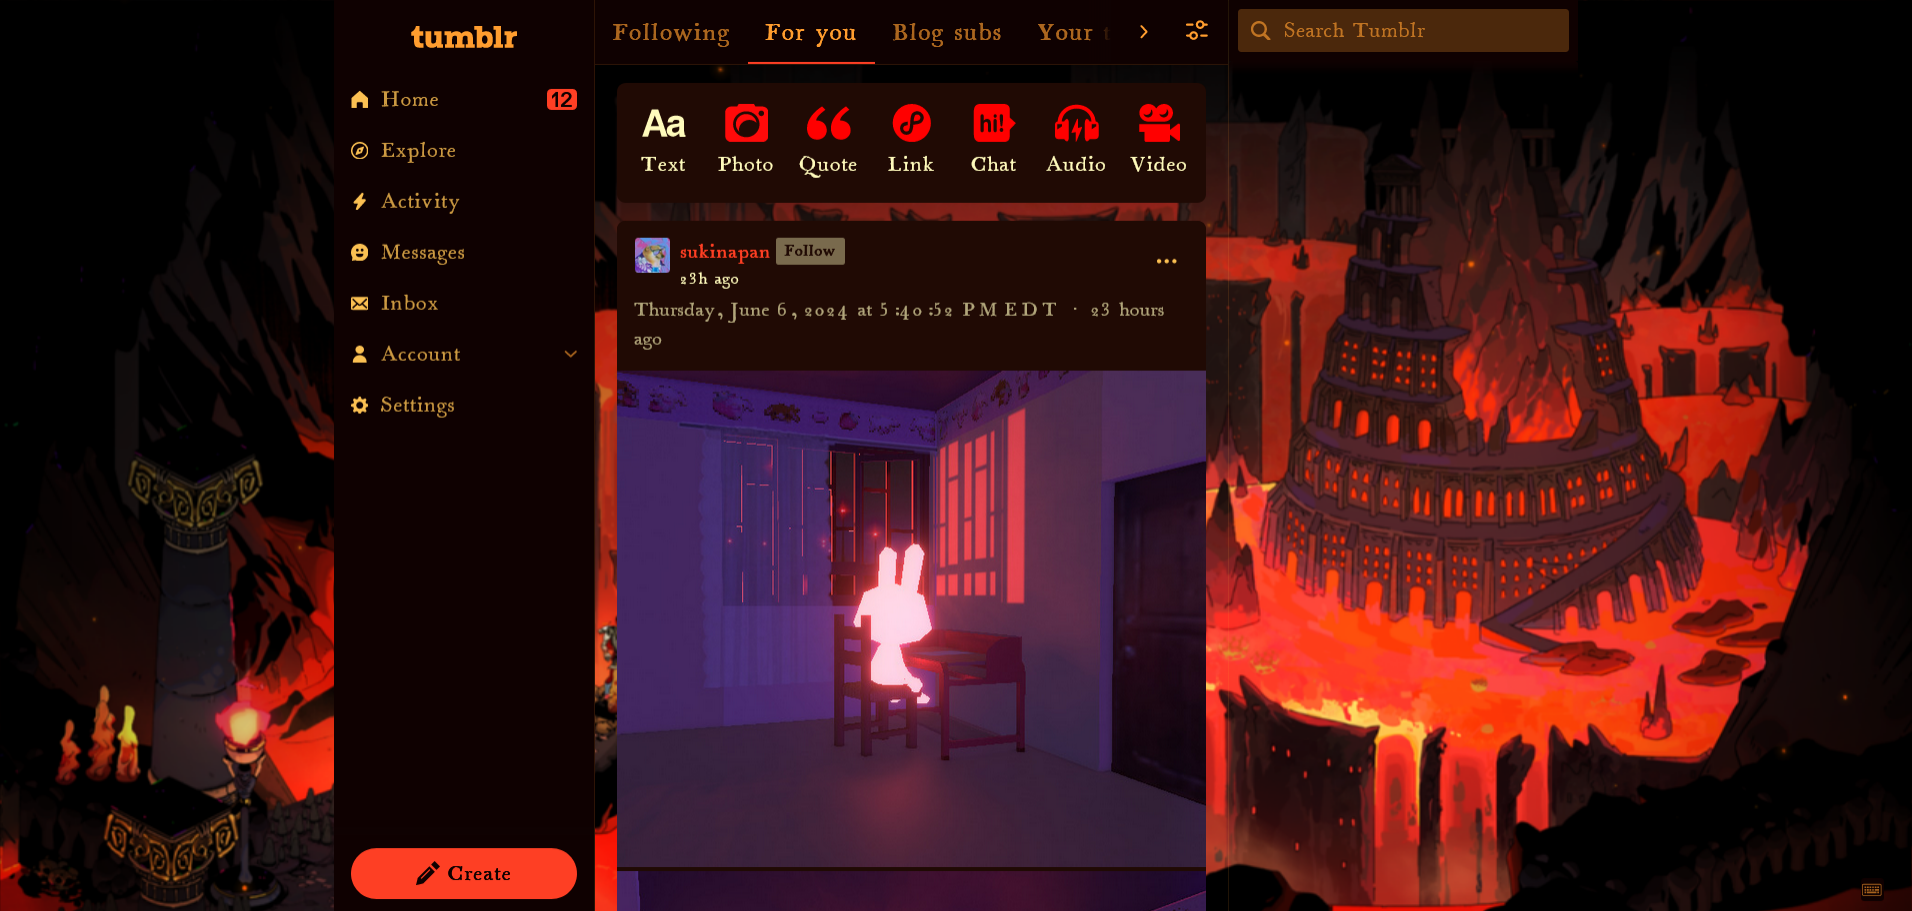 tumblr
Home 12
Explore
Activity
Messages
Inbox
Account
Settings
Create
Following For you Blog subs Your t
Search Tumblr
Aa hi!
Text Photo Quote Link Chat Audio Video
sukinapan Follow
23h ago
Thursday, June 6, 2024 at 5:40:52 PM EDT · 23 hours
ago